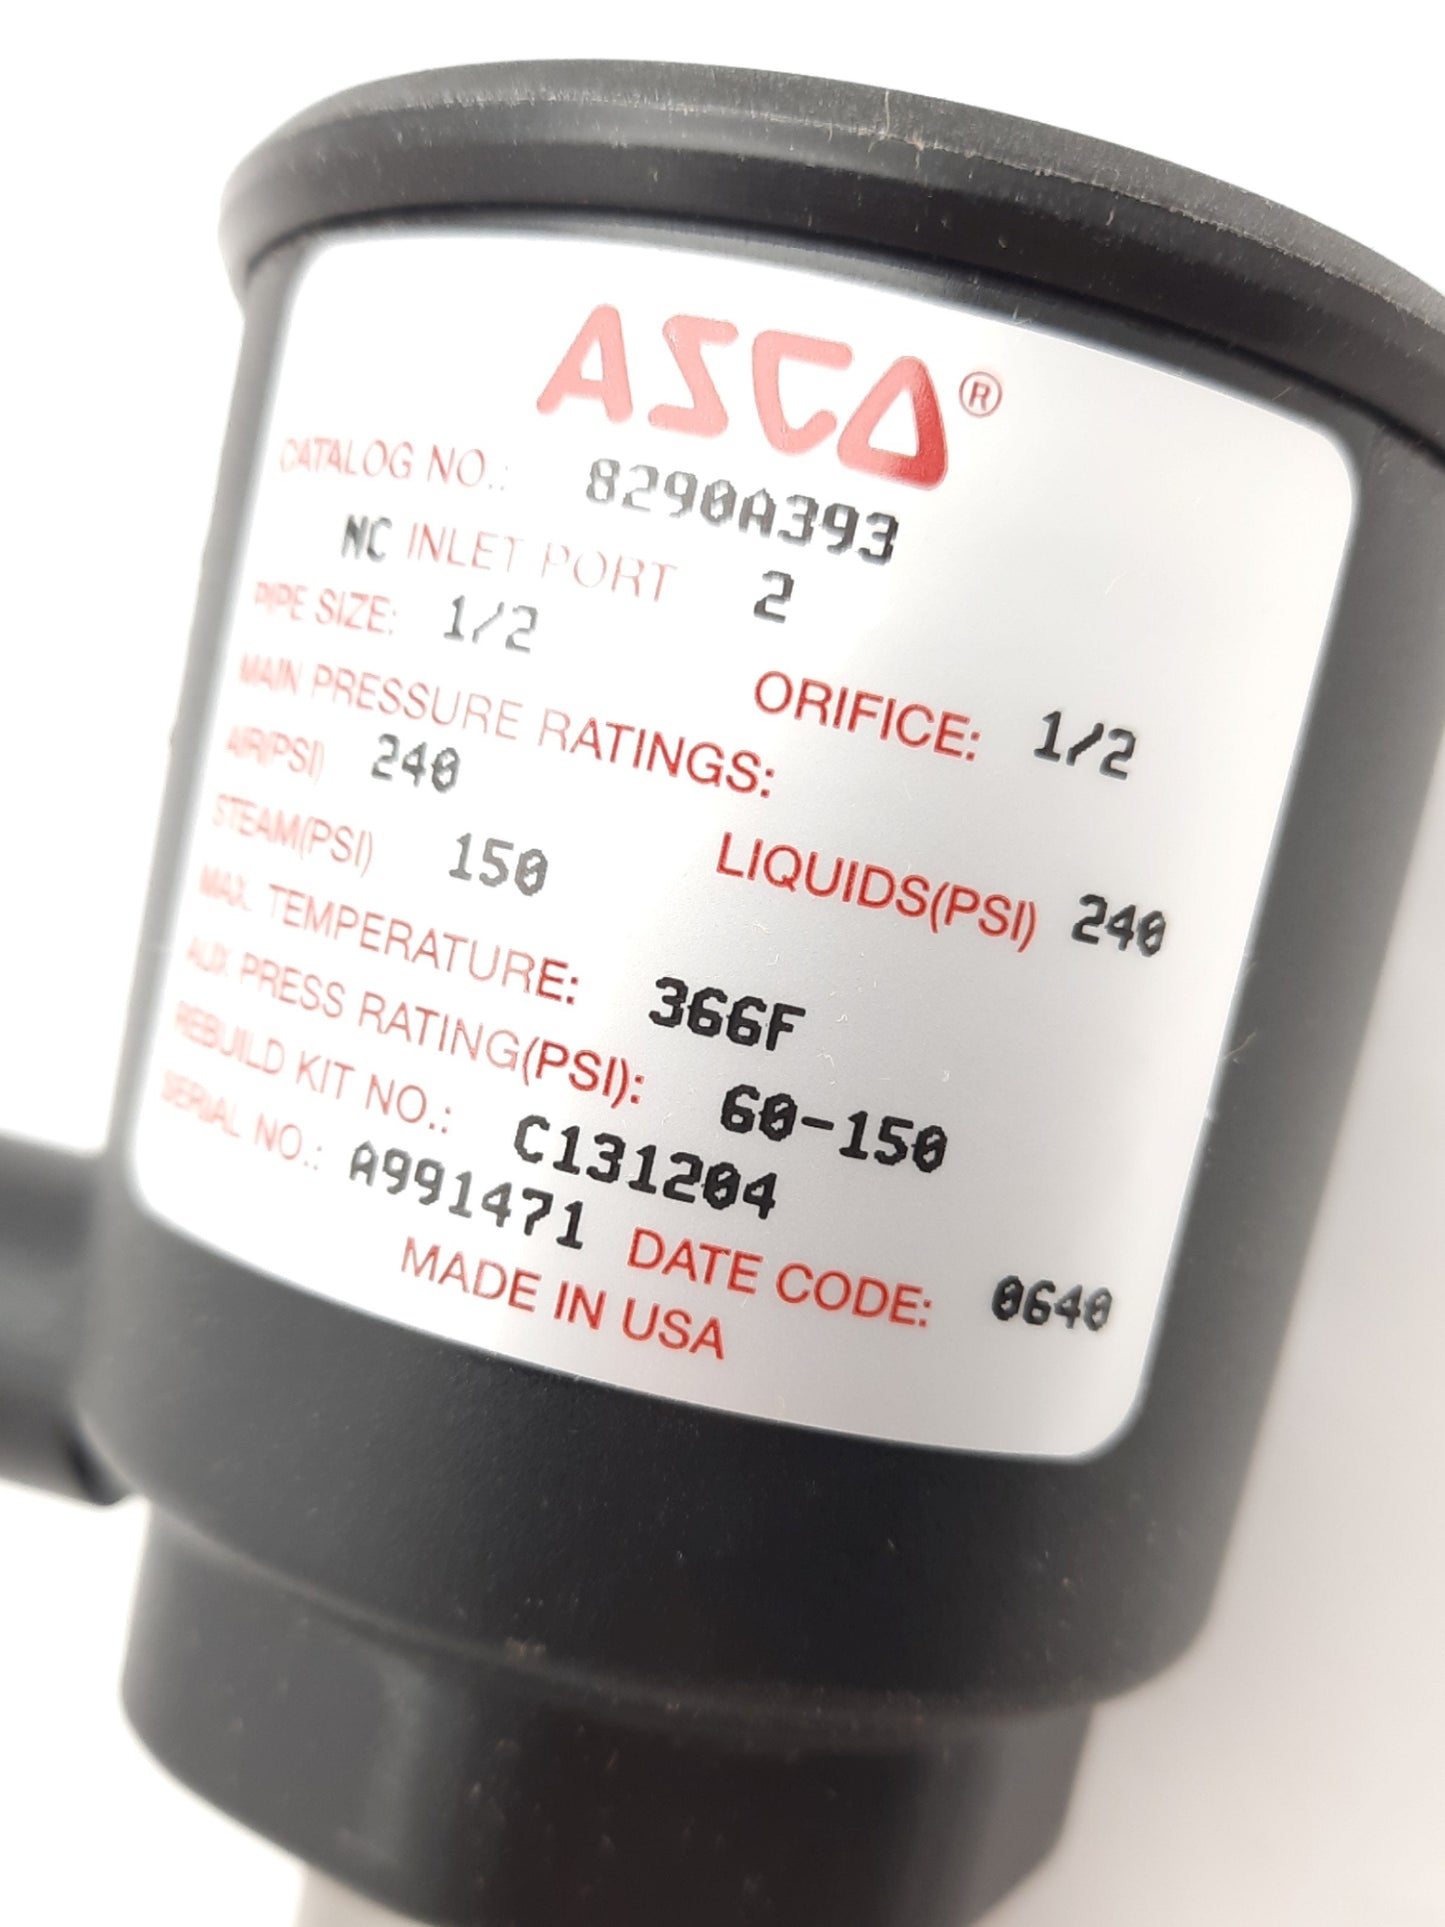 ASCO®
CATALOG NO.: 8290A393
NC INLET PORT 2
PIPE SIZE: 1/2 ORIFICE: 1/2
MAIN PRESSURE RATINGS:
AIR(PSI) 240 LIQUIDS(PSI) 240
STEAM(PSI) 150
MAX. TEMPERATURE: 366F
AUX PRESS RATING(PSI): 60-150
REBUILD KIT NO.: C131204
SERIAL NO.: A991471 DATE CODE: 0640
MADE IN USA